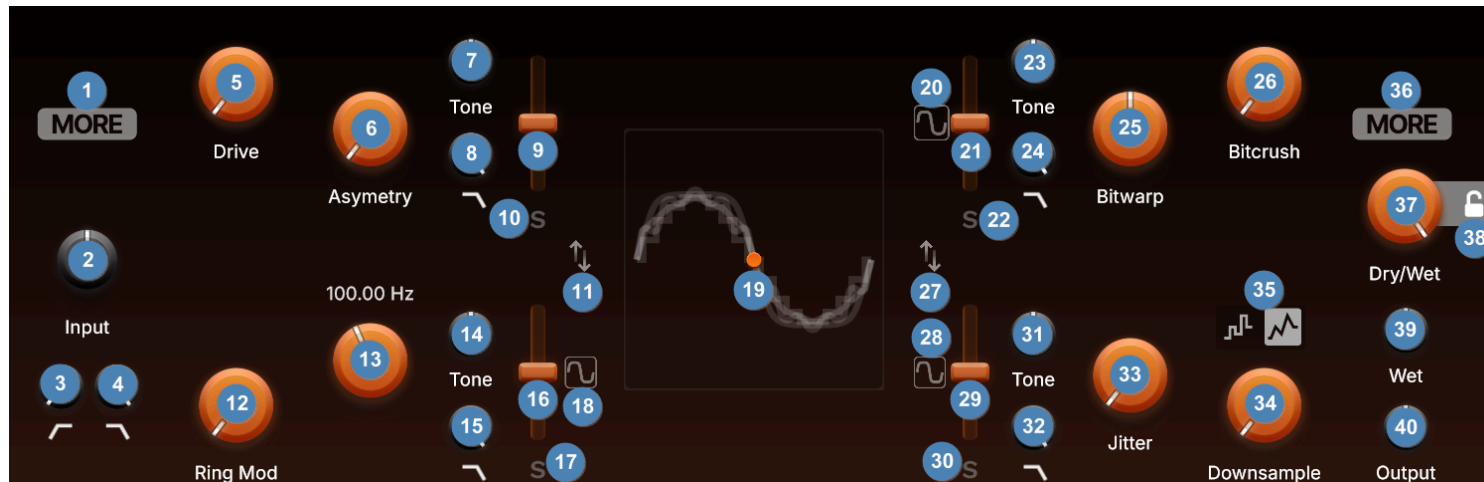 1
MORE
2
Input
3
4
5
Drive
6
Asymetry
7
Tone
8
9
10
S
11
12
Ring Mod
100.00 Hz
13
14
Tone
15
16
17
S
18
19
20
21
22
S
23
Tone
24
25
Bitwarp
26
Bitcrush
27
28
29
30
S
31
Tone
32
33
Jitter
34
Downsample
35
36
MORE
37
Dry/Wet
38
39
Wet
40
Output